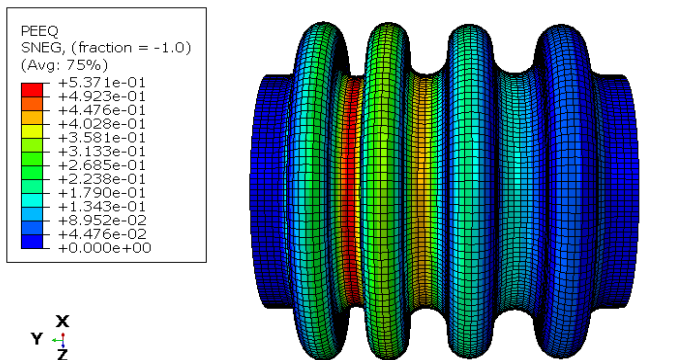 PEEQ
SNEG, (fraction = -1.0)
(Avg: 75%)
+5.371e-01
+4.923e-01
+4.476e-01
+4.028e-01
+3.581e-01
+3.133e-01
+2.685e-01
+2.238e-01
+1.790e-01
+1.343e-01
+8.952e-02
+4.476e-02
+0.000e+00
X
Y
Z